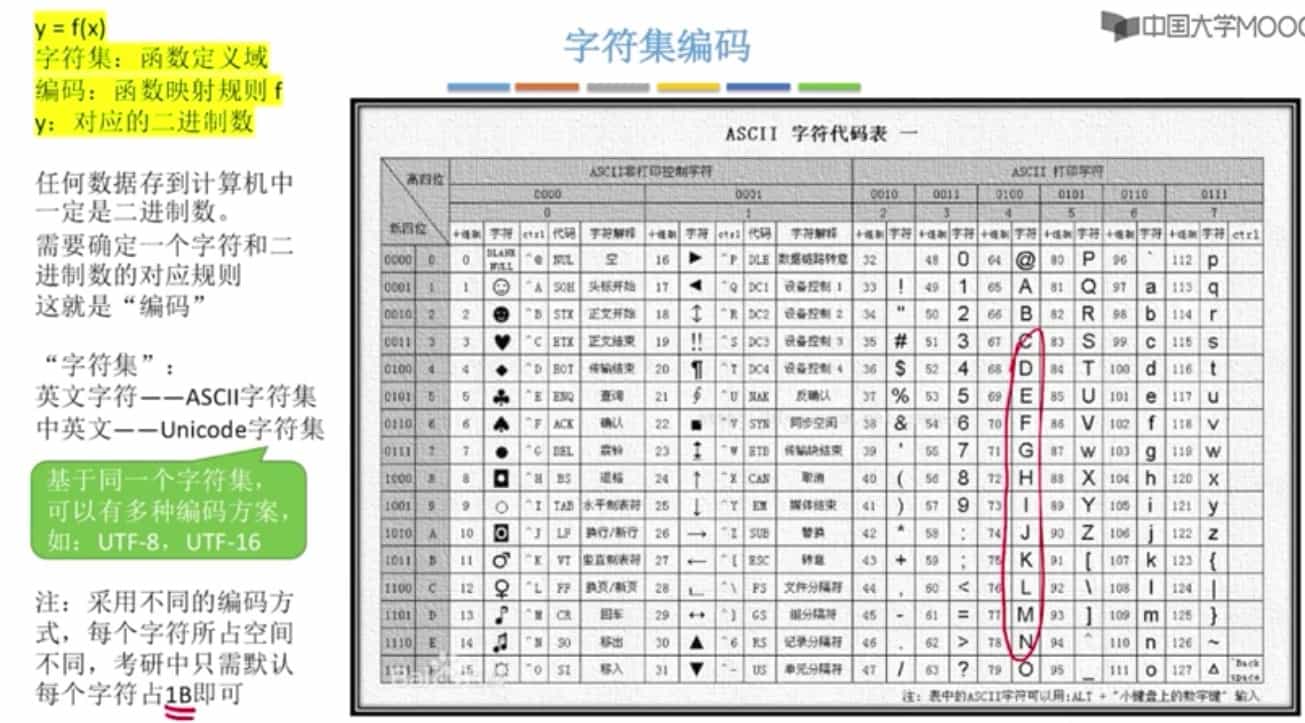 y = f(x)
字符集：函数定义域
编码：函数映射规则 f
y：对应的二进制数
任何数据存到计算机中
一定是二进制数。
需要确定一个字符和二
进制数的对应规则
这就是“编码”
“字符集”：
英文字符——ASCII字符集
中英文——Unicode字符集
基于同一个字符集，
可以有多种编码方案，
如：UTF-8，UTF-16
注：采用不同的编码方
式，每个字符所占空间
不同，考研中只需默认
每个字符占1B即可
字符集编码
中国大学MOOC
ASCII 字符代码表 一
高四位 ASCII非打印控制字符 ASCII 打印字符
0000 0001 0010 0011 0100 0101 0110 0111
0 1 2 3 4 5 6 7
十进制 字符 ctrl 代码 字符解释 十进制 字符 ctrl 代码 字符解释 十进制 字符 十进制 字符 十进制 字符 十进制 字符 十进制 字符 十进制 字符 ctrl
0000 0 0 BLANK NULL ^@ NUL 空 16 ► ^P DLE 数据链路转意 32 48 0 64 @ 80 P 96 ` 112 p
0001 1 1 ☺ ^A SOH 头标开始 17 ◄ ^Q DC1 设备控制 1 33 ! 49 1 65 A 81 Q 97 a 113 q
0010 2 2 ☻ ^B STX 正文开始 18 ↕ ^R DC2 设备控制 2 34 " 50 2 66 B 82 R 98 b 114 r
0011 3 3 ♥ ^C ETX 正文结束 19 ‼ ^S DC3 设备控制 3 35 # 51 3 67 C 83 S 99 c 115 s
0100 4 4 ♦ ^D EOT 传输结束 20 ¶ ^T DC4 设备控制 4 36 $ 52 4 68 D 84 T 100 d 116 t
0101 5 5 ♣ ^E ENQ 查询 21 ∮ ^U NAK 反确认 37 % 53 5 69 E 85 U 101 e 117 u
0110 6 6 ♠ ^F ACK 确认 22 ■ ^V SYN 同步空闲 38 & 54 6 70 F 86 V 102 f 118 v
0111 7 7 ● ^G BEL 震铃 23 ↨ ^W ETB 传输块结束 39 ' 55 7 71 G 87 w 103 g 119 w
1000 8 8 ◘ ^H BS 退格 24 ↑ ^X CAN 取消 40 ( 56 8 72 H 88 X 104 h 120 x
1001 9 9 ○ ^I TAB 水平制表符 25 ↓ ^Y EM 媒体结束 41 ) 57 9 73 I 89 Y 105 i 121 y
1010 A 10 ◙ ^J LF 换行/新行 26 → ^Z SUB 替换 42 * 58 : 74 J 90 Z 106 j 122 z
1011 B 11 ♂ ^K VT 竖直制表符 27 ← ^[ ESC 转意 43 + 59 ; 75 K 91 [ 107 k 123 {
1100 C 12 ♀ ^L FF 换页/新页 28 ∟ ^\ FS 文件分隔符 44 , 60 < 76 L 92 \ 108 l 124 |
1101 D 13 ♪ ^M CR 回车 29 ↔ ^] GS 组分隔符 45 - 61 = 77 M 93 ] 109 m 125 }
1110 E 14 ♫ ^N SO 移出 30 ▲ ^6 RS 记录分隔符 46 . 62 > 78 N 94 ^ 110 n 126 ~
15 ☼ ^O SI 移入 31 ▼ ^- US 单元分隔符 47 / 63 ? 79 O 95 _ 111 o 127 Δ ^Back space
注：表中的ASCII字符可以用:ALT + "小键盘上的数字键" 输入